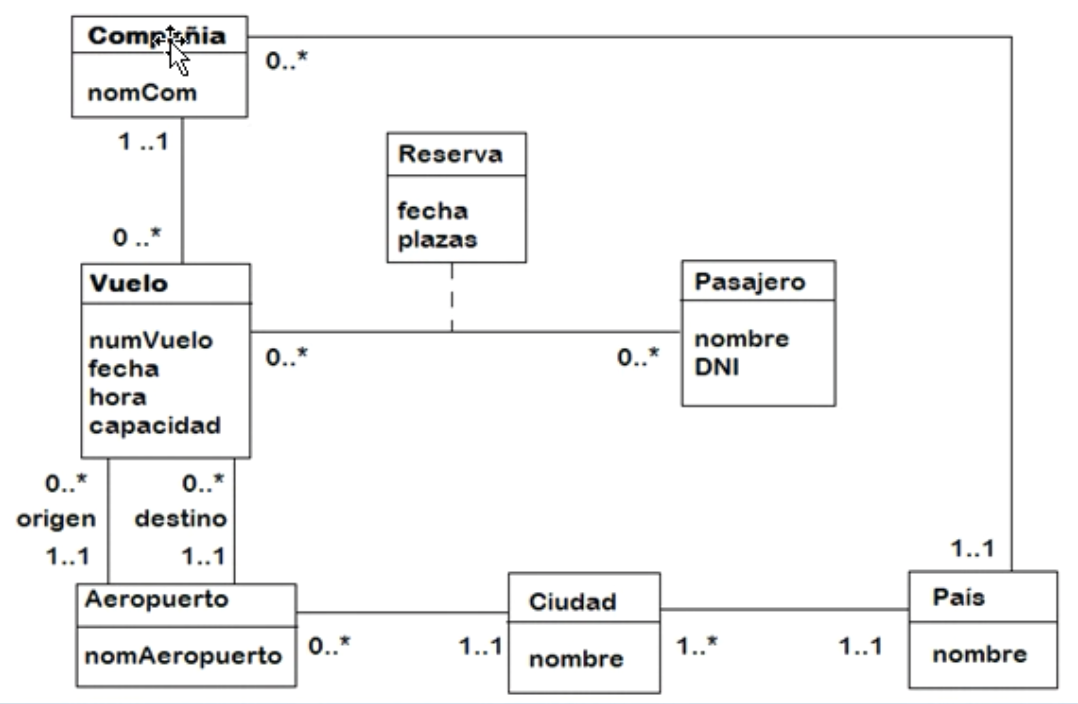 Compañia
0..*
nomCom
1 ..1
Reserva
fecha
plazas
0 ..*
Vuelo
numVuelo
fecha
hora
capacidad
0..*
0..*
Pasajero
nombre
DNI
0..*
0..*
origen
destino
1..1
1..1
1..1
Aeropuerto
nomAeropuerto
0..*
1..1
Ciudad
nombre
1..*
1..1
País
nombre